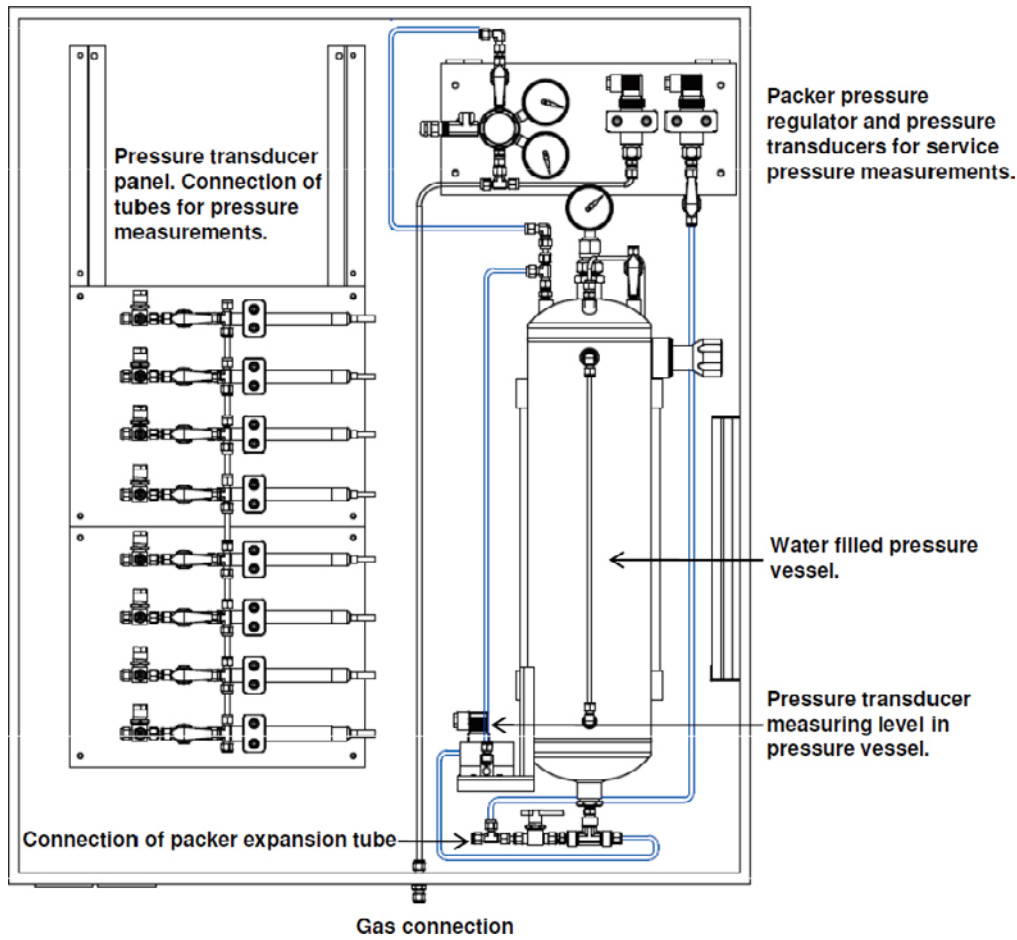 Pressure transducer
panel. Connection of
tubes for pressure
measurements.
Packer pressure
regulator and pressure
transducers for service
pressure measurements.
Water filled pressure
vessel.
Pressure transducer
measuring level in
pressure vessel.
Connection of packer expansion tube
Gas connection